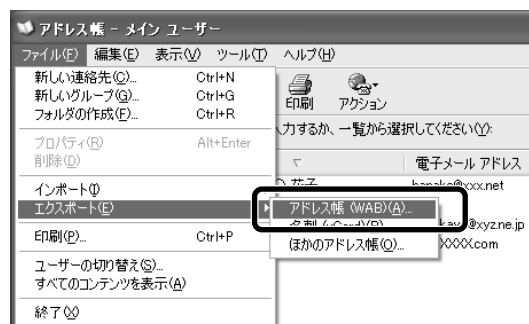 アドレス帳 - メイン ユーザー
ファイル(F) 編集(E) 表示(V) ツール(T) ヘルプ(H)
新しい連絡先(C)... Ctrl+N
新しいグループ(G)... Ctrl+G
フォルダの作成(F)... Ctrl+R
印刷 アクション
力するか、一覧から選択してください(Y):
プロパティ(R) Alt+Enter
削除(D)
電子メール アドレス
インポート(I)
花子 hanako@xxx.net
エクスポート(E) アドレス帳 (WAB)(A)...
名刺 (vCard)(B)... @xyz.ne.jp
印刷(P)... Ctrl+P ほかのアドレス帳(O)... XXXX.com
ユーザーの切り替え(S)...
すべてのコンテンツを表示(A)
終了(X)